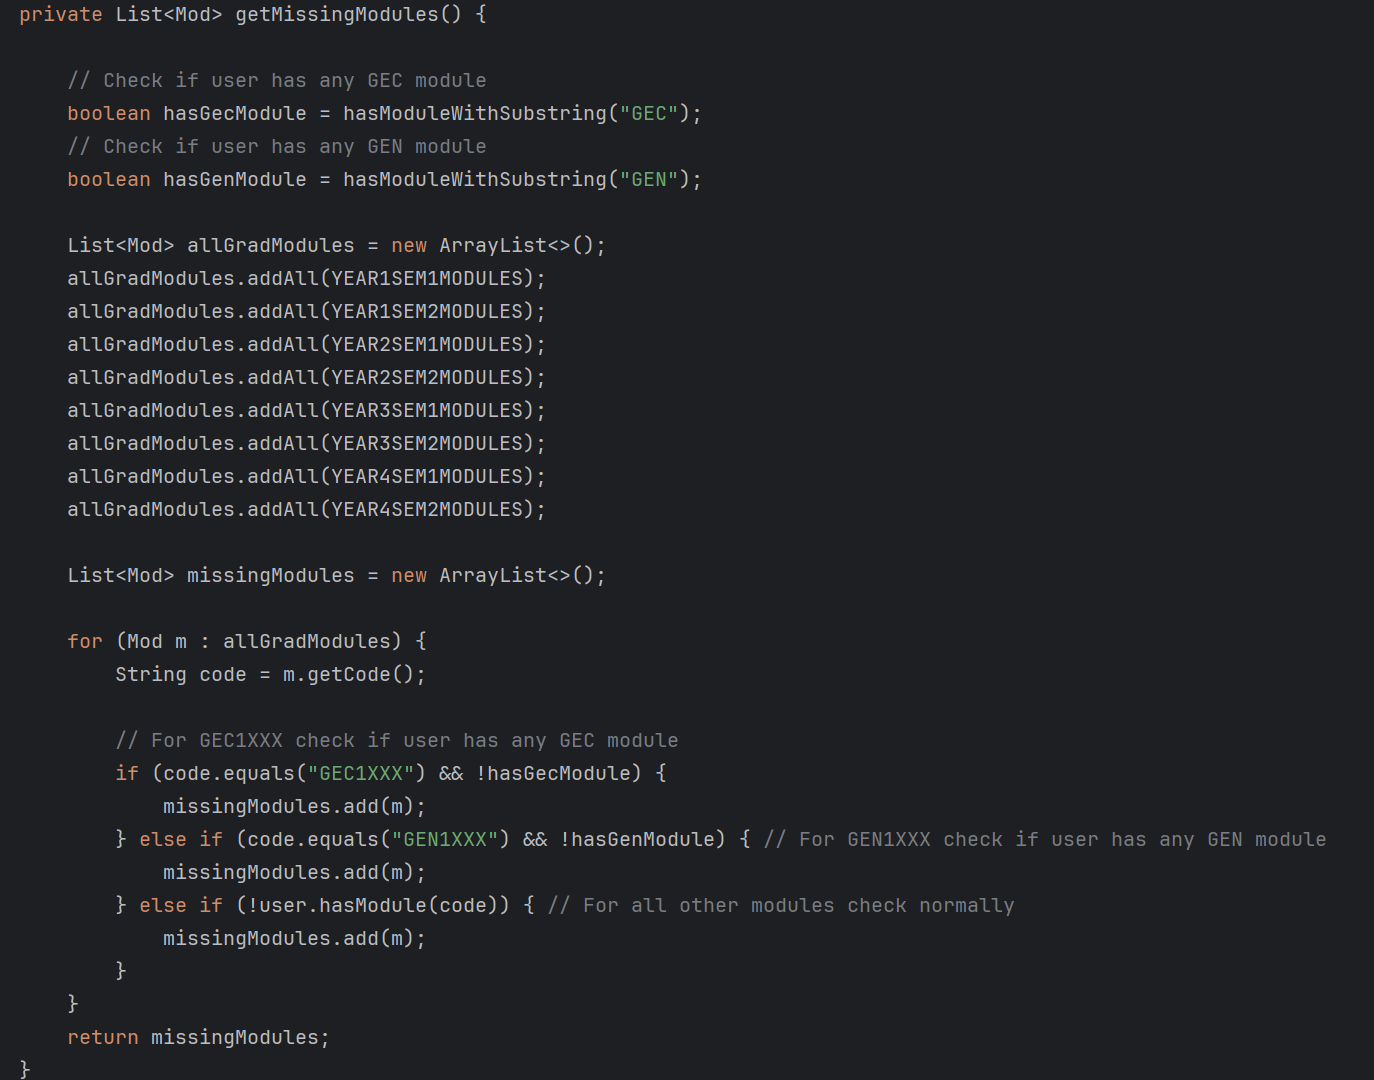 private List<Mod> getMissingModules() {
// Check if user has any GEC module
boolean hasGecModule = hasModuleWithSubstring("GEC");
// Check if user has any GEN module
boolean hasGenModule = hasModuleWithSubstring("GEN");
List<Mod> allGradModules = new ArrayList<>();
allGradModules.addAll(YEAR1SEM1MODULES);
allGradModules.addAll(YEAR1SEM2MODULES);
allGradModules.addAll(YEAR2SEM1MODULES);
allGradModules.addAll(YEAR2SEM2MODULES);
allGradModules.addAll(YEAR3SEM1MODULES);
allGradModules.addAll(YEAR3SEM2MODULES);
allGradModules.addAll(YEAR4SEM1MODULES);
allGradModules.addAll(YEAR4SEM2MODULES);
List<Mod> missingModules = new ArrayList<>();
for (Mod m : allGradModules) {
String code = m.getCode();
// For GEC1XXX check if user has any GEC module
if (code.equals("GEC1XXX") && !hasGecModule) {
missingModules.add(m);
} else if (code.equals("GEN1XXX") && !hasGenModule) { // For GEN1XXX check if user has any GEN module
missingModules.add(m);
} else if (!user.hasModule(code)) { // For all other modules check normally
missingModules.add(m);
}
}
return missingModules;
}